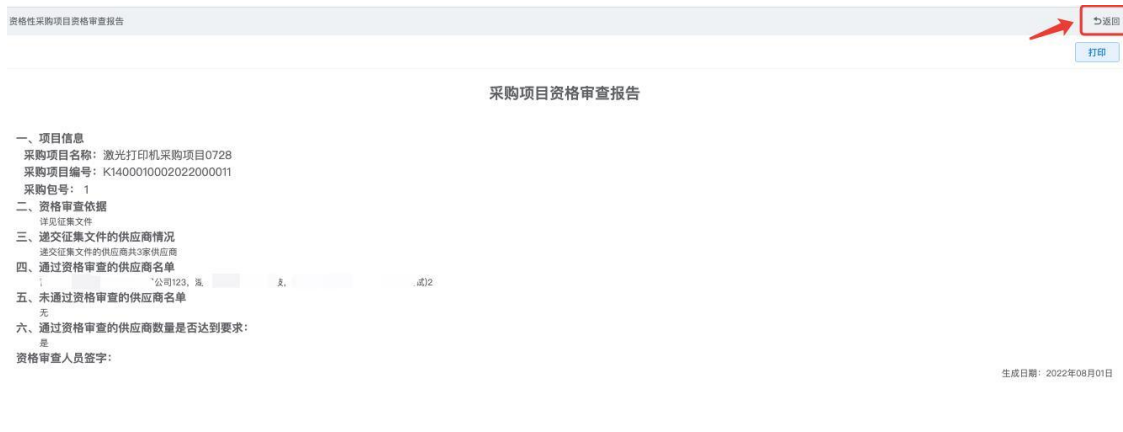 资格性采购项目资格审查报告
返回
打印
采购项目资格审查报告
一、项目信息
采购项目名称：激光打印机采购项目0728
采购项目编号：K1400010002022000011
采购包号： 1
二、资格审查依据
详见征集文件
三、递交征集文件的供应商情况
递交征集文件的供应商共3家供应商
四、通过资格审查的供应商名单
公司123, 试)2
五、未通过资格审查的供应商名单
无
六、通过资格审查的供应商数量是否达到要求：
是
资格审查人员签字：
生成日期：2022年08月01日